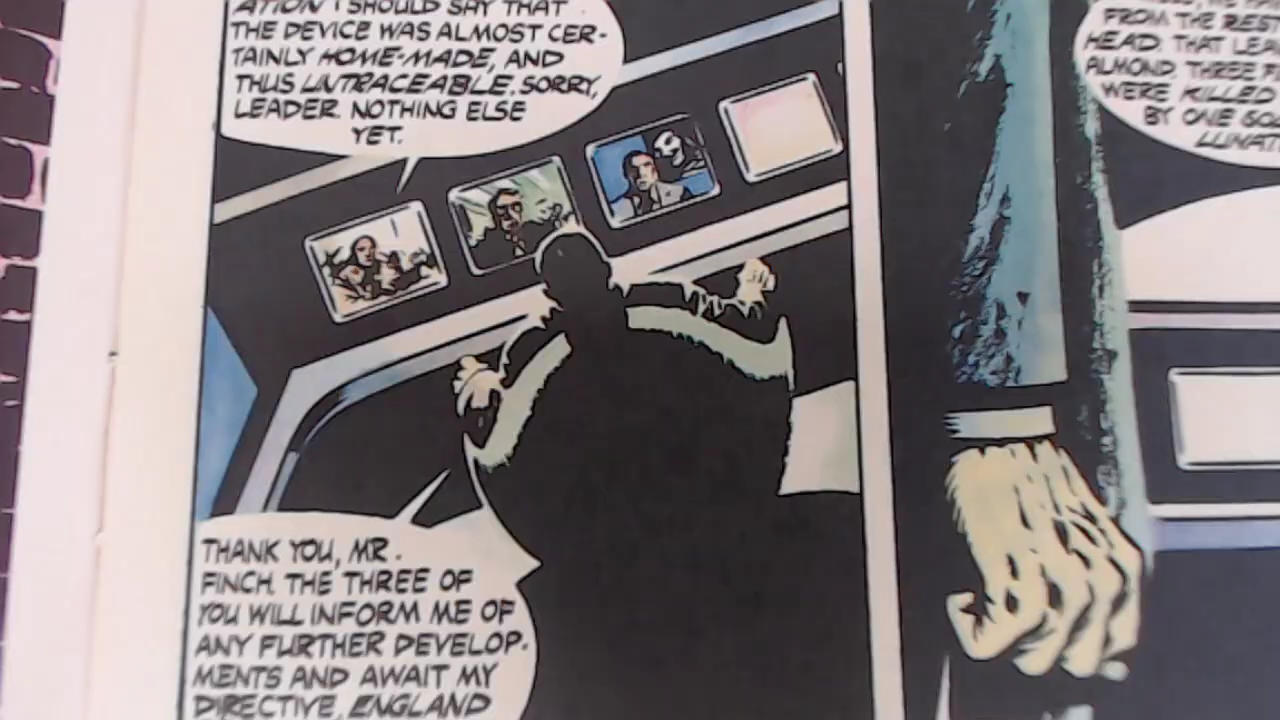 ATION I SHOULD SAY THAT
THE DEVICE WAS ALMOST CER-
TAINLY HOME-MADE, AND
THUS UNTRACEABLE. SORRY,
LEADER. NOTHING ELSE
YET.
THANK YOU, MR.
FINCH. THE THREE OF
YOU WILL INFORM ME OF
ANY FURTHER DEVELOP-
MENTS AND AWAIT MY
DIRECTIVE. ENGLAND
FROM THE REST
HEAD. THAT LEA
ALMOND. THREE
WERE KILLED
BY ONE
LUNAT